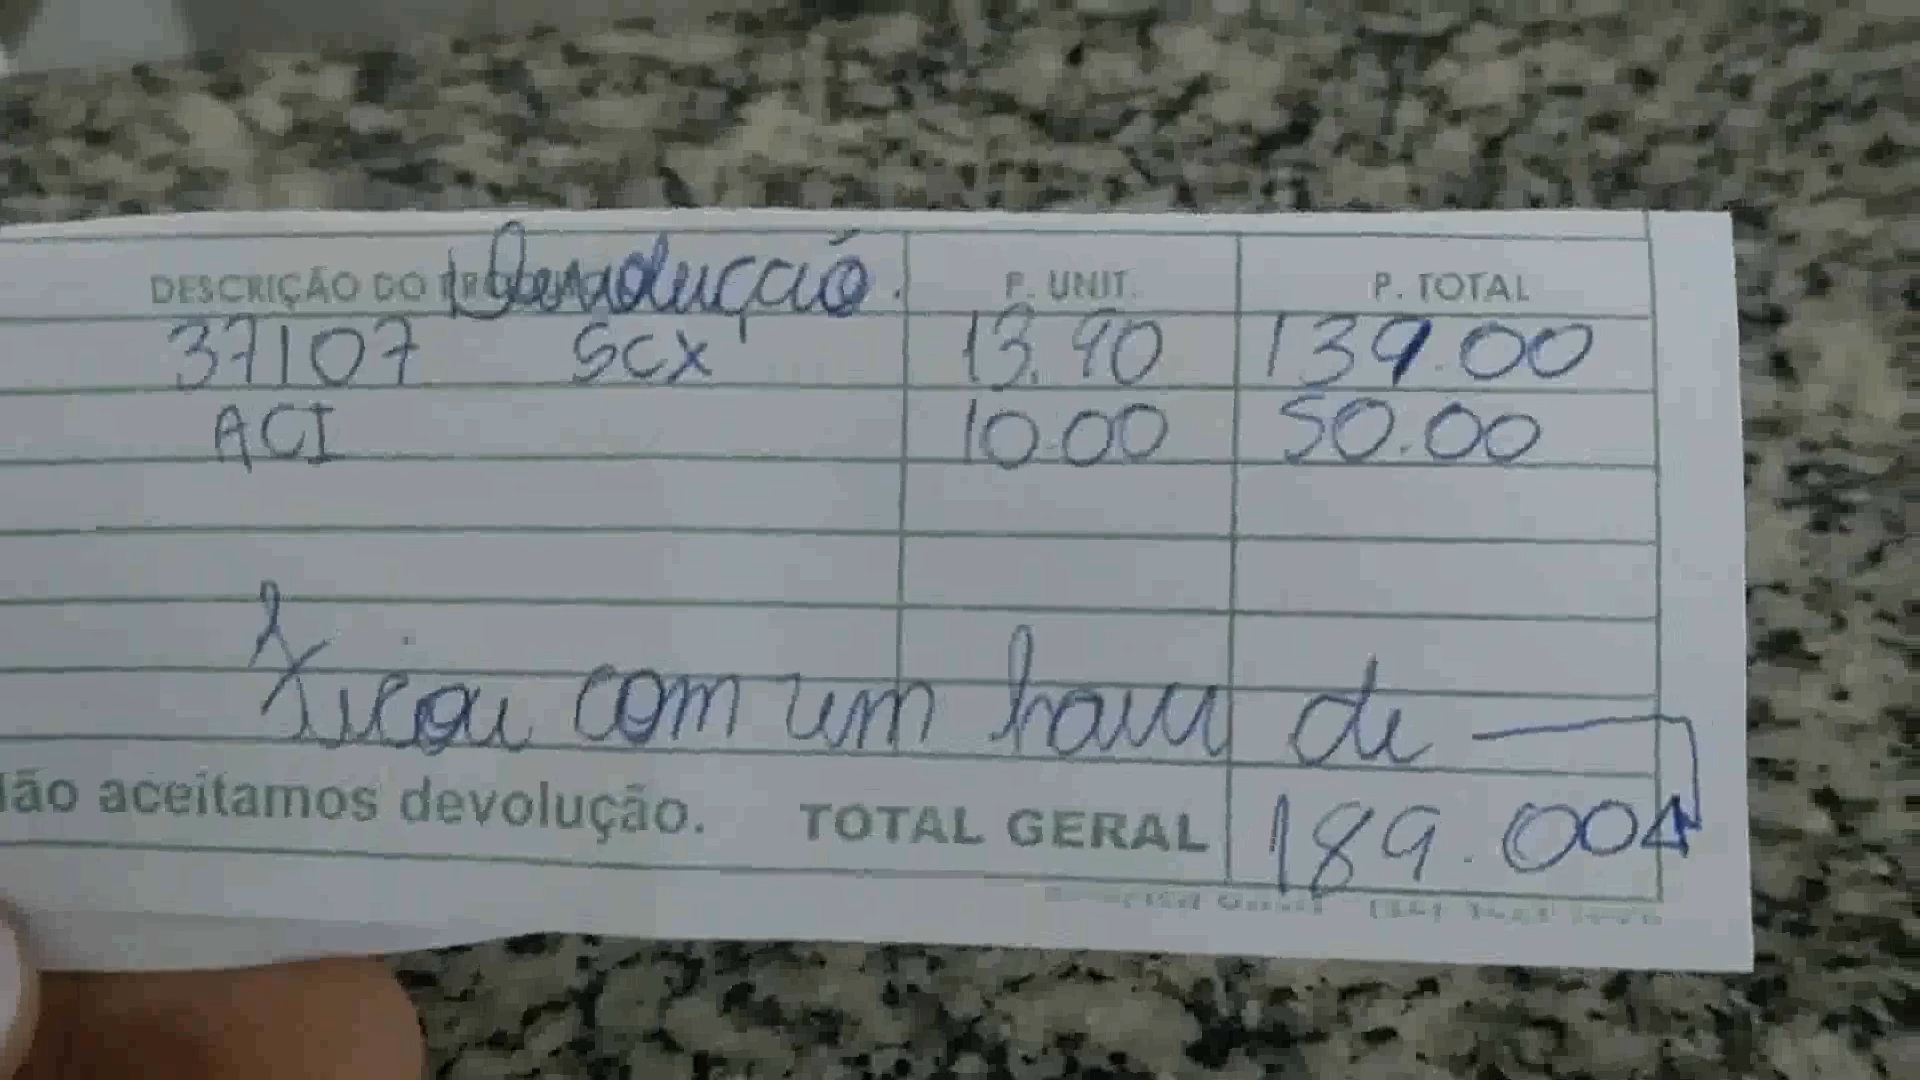 DESCRIÇÃO DO Devolução. P. UNIT. P. TOTAL
37107 SCX 13.90 139.00
ACI 10.00 50.00
Ficou com um haver de
Não aceitamos devolução. TOTAL GERAL 189.00